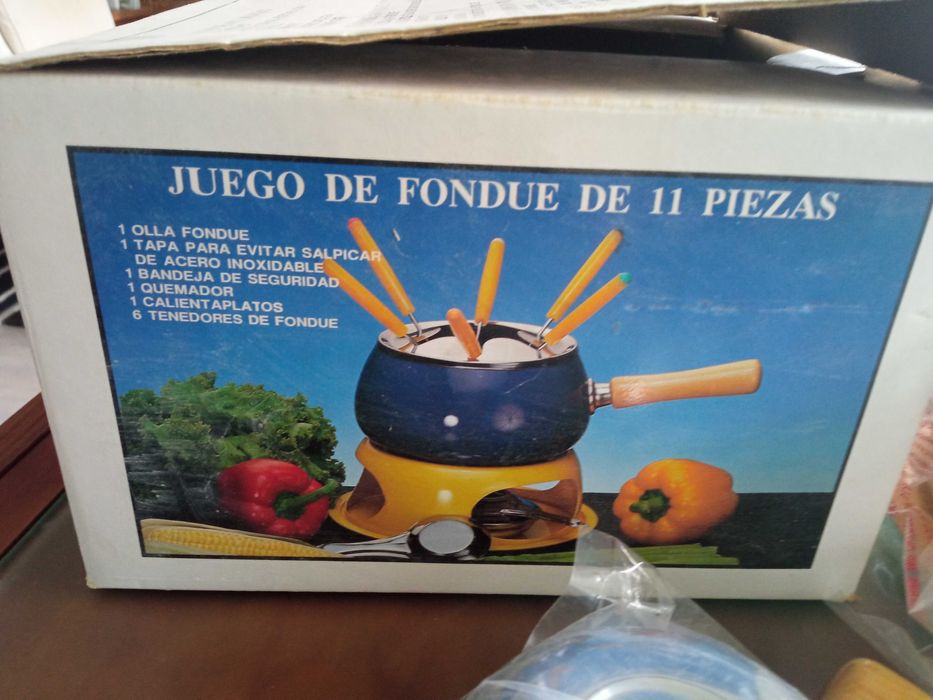 JUEGO DE FONDUE DE 11 PIEZAS
1 OLLA FONDUE
1 TAPA PARA EVITAR SALPICAR
DE ACERO INOXIDABLE
1 BANDEJA DE SEGURIDAD
1 QUEMADOR
1 CALIENTAPLATOS
6 TENEDORES DE FONDUE